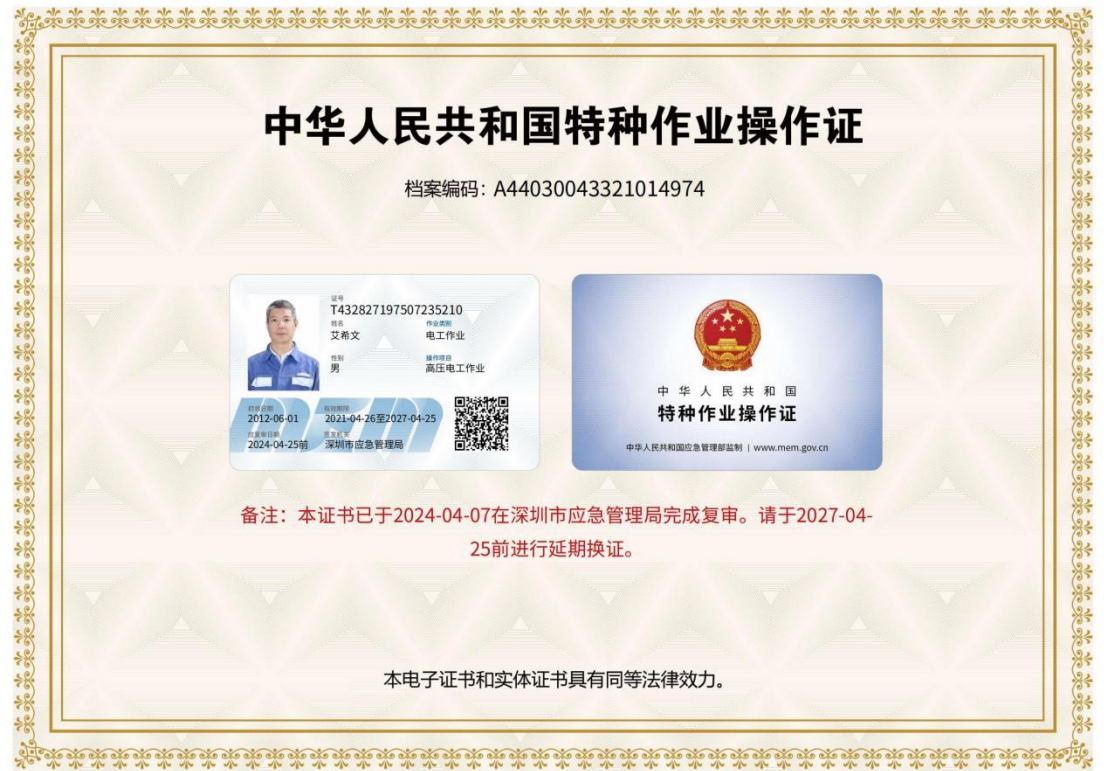 中华人民共和国特种作业操作证
档案编码：A44030043321014974
证号
T432827197507235210
姓名 作业类别
艾希文 电工作业
性别 操作项目
男 高压电工作业
初领日期 有效期限
2012-06-01 2021-04-26至2027-04-25
应复审日期 签发机关
2024-04-25前 深圳市应急管理局
中华人民共和国
特种作业操作证
中华人民共和国应急管理部监制 | www.mem.gov.cn
备注：本证书已于2024-04-07在深圳市应急管理局完成复审。请于2027-04-
25前进行延期换证。
本电子证书和实体证书具有同等法律效力。